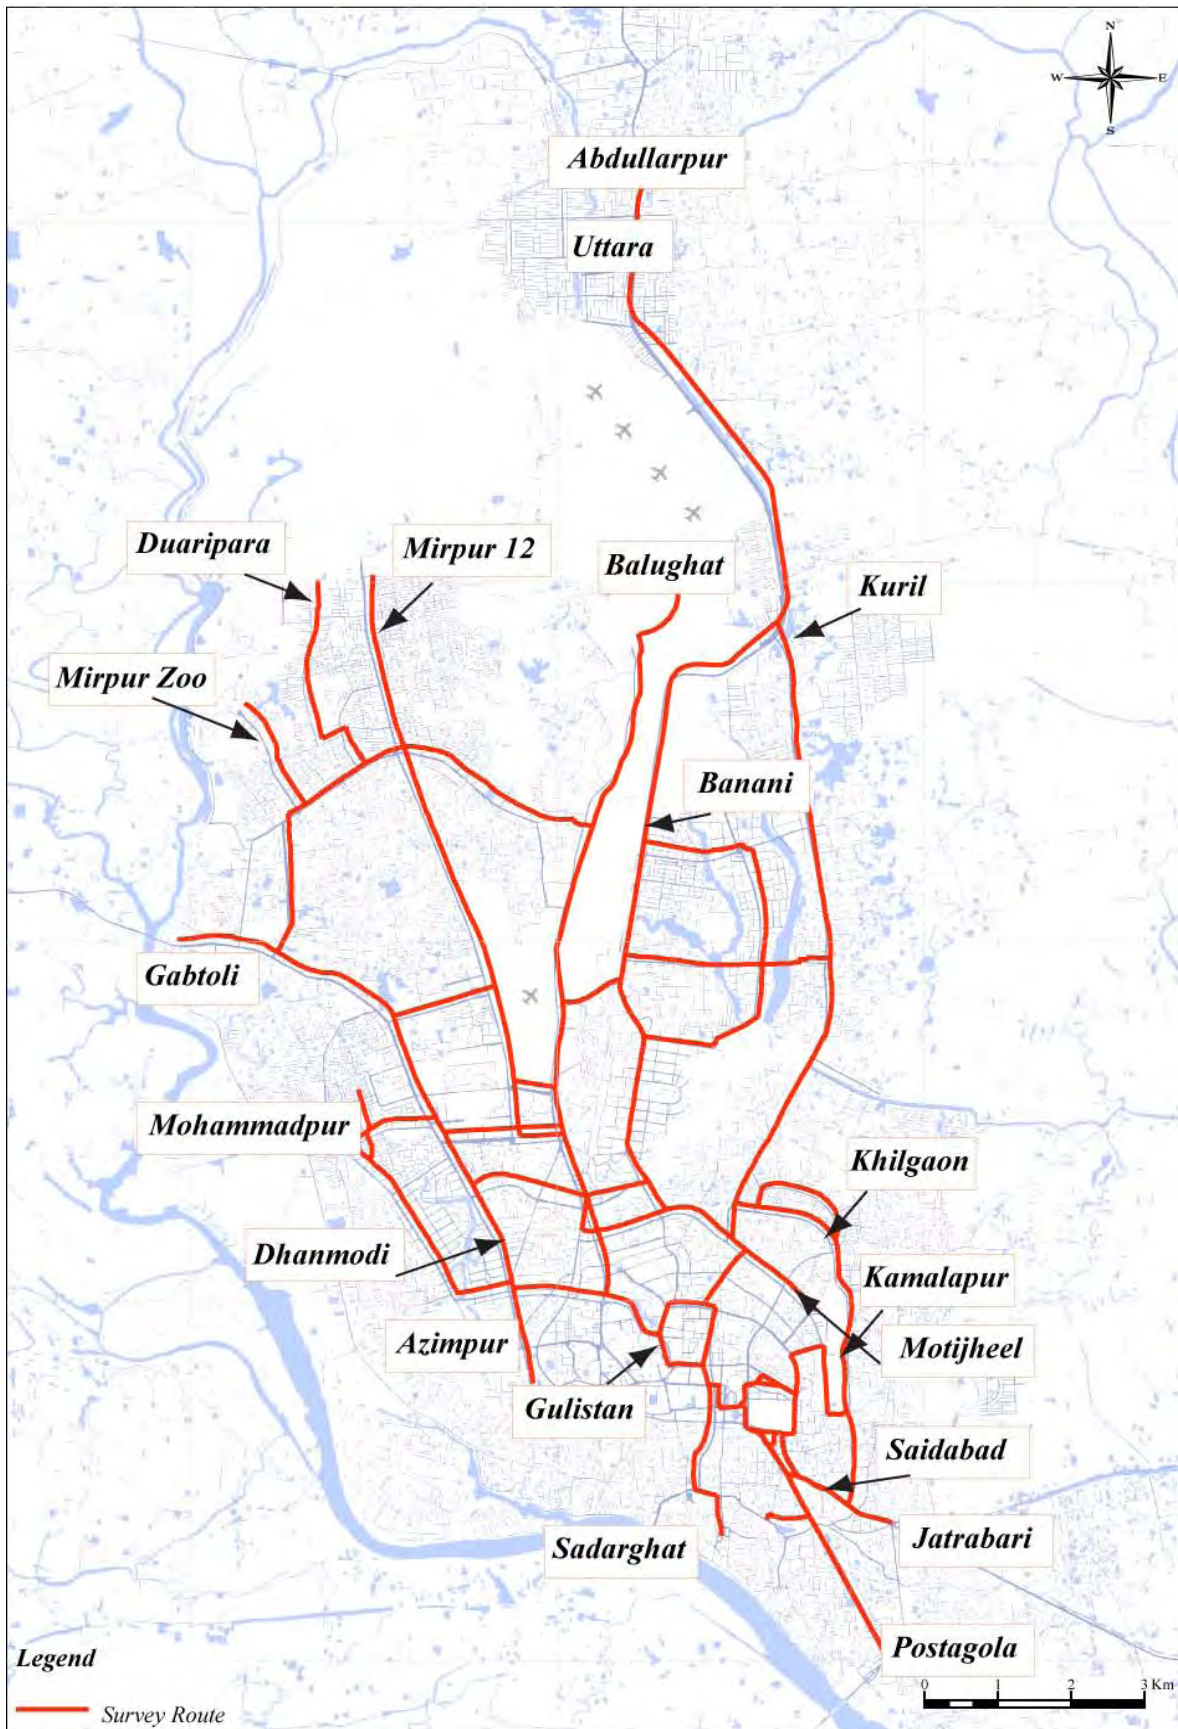 N
W E
S
Abdullarpur
Uttara
Duaripara
Mirpur 12
Balughat
Kuril
Mirpur Zoo
Banani
Gabtoli
Mohammadpur
Khilgaon
Dhanmodi
Kamalapur
Azimpur
Motijheel
Gulistan
Saidabad
Sadarghat
Jatrabari
Postagola
Legend
Survey Route
0 1 2 3 Km